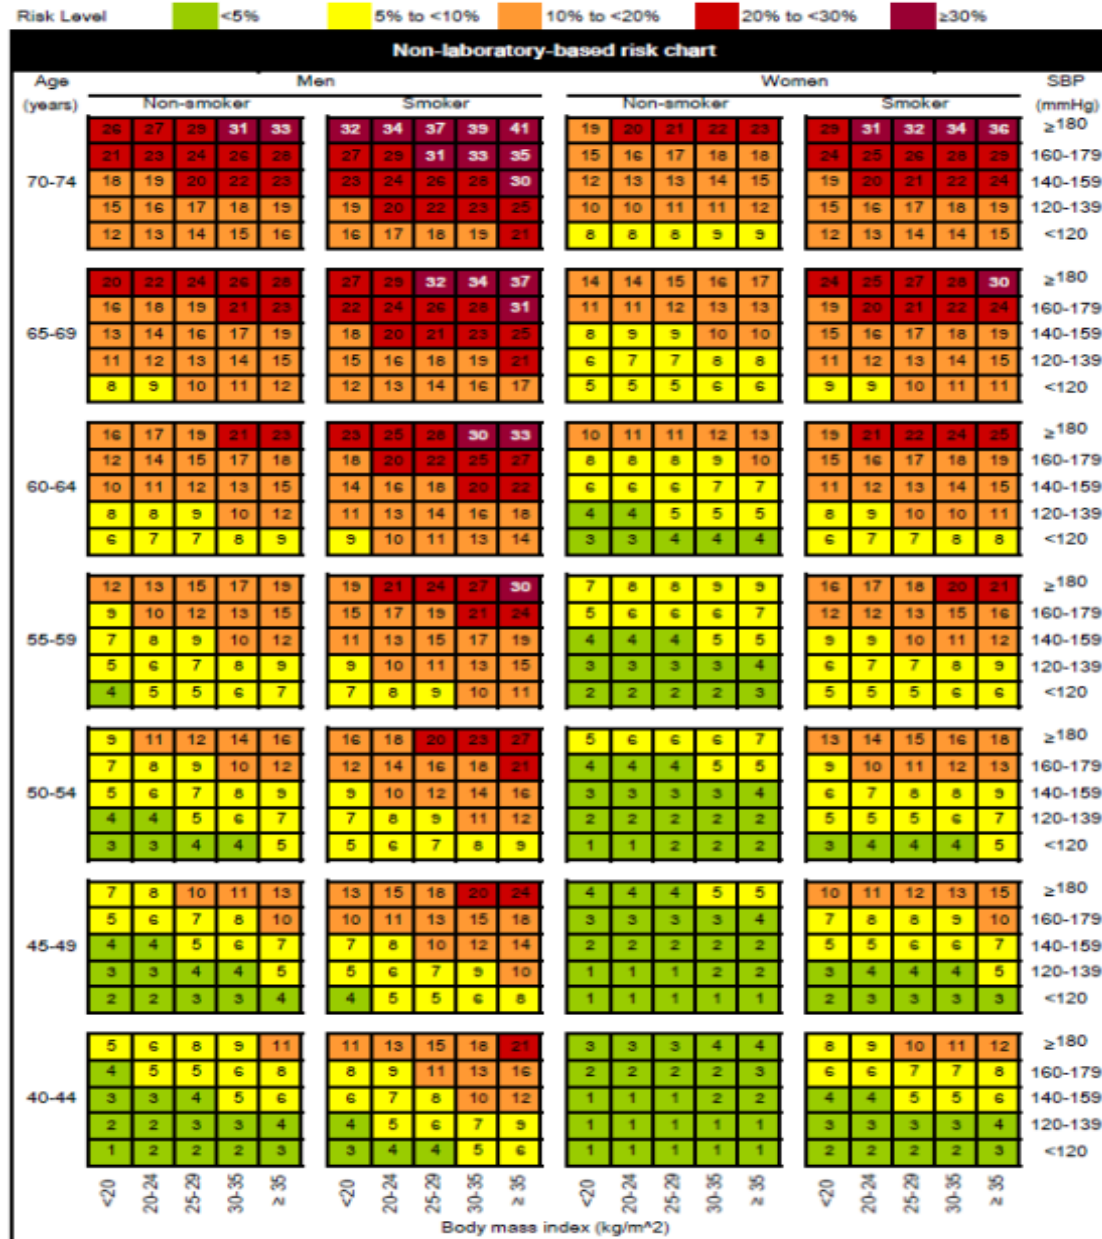 Risk Level <5% 5% to <10% 10% to <20% 20% to <30% ≥30%
Non-laboratory-based risk chart
Age Men Women SBP
(years) Non-smoker Smoker Non-smoker Smoker (mmHg)
26 27 29 31 33 32 34 37 39 41 19 20 21 22 23 29 31 32 34 36 ≥180
21 23 24 26 28 27 29 31 33 35 15 16 17 18 18 24 25 26 28 29 160-179
70-74 18 19 20 22 23 23 24 26 28 30 12 13 13 14 15 19 20 21 22 24 140-159
15 16 17 18 19 19 20 22 23 25 10 10 11 11 12 15 16 17 18 19 120-139
12 13 14 15 16 16 17 18 19 21 8 8 8 9 9 12 13 14 14 15 <120
20 22 24 26 28 27 29 32 34 37 14 14 15 16 17 24 25 27 28 30 ≥180
16 18 19 21 23 22 24 26 28 31 11 11 12 13 13 19 20 21 22 24 160-179
65-69 13 14 16 17 19 18 20 21 23 25 8 9 9 10 10 15 16 17 18 19 140-159
11 12 13 14 15 15 16 18 19 21 6 7 7 8 8 11 12 13 14 15 120-139
8 9 10 11 12 12 13 14 16 17 5 5 5 6 6 9 9 10 11 11 <120
16 17 19 21 23 23 25 28 30 33 10 11 11 12 13 19 21 22 24 25 ≥180
12 14 15 17 18 18 20 22 25 27 8 8 8 9 10 15 16 17 18 19 160-179
60-64 10 11 12 13 15 14 16 18 20 22 6 6 6 7 7 11 12 13 14 15 140-159
8 8 9 10 12 11 13 14 16 18 4 4 5 5 5 8 9 10 10 11 120-139
6 7 7 8 9 9 10 11 13 14 3 3 4 4 4 6 7 7 8 8 <120
12 13 15 17 19 19 21 24 27 30 7 8 8 9 9 16 17 18 20 21 ≥180
9 10 12 13 15 15 17 19 21 24 5 6 6 6 7 12 12 13 15 16 160-179
55-59 7 8 9 10 12 11 13 15 17 19 4 4 4 5 5 9 9 10 11 12 140-159
5 6 7 8 9 9 10 11 13 15 3 3 3 3 4 6 7 7 8 9 120-139
4 5 5 6 7 7 8 9 10 11 2 2 2 2 3 5 5 5 6 6 <120
9 11 12 14 16 16 18 20 23 27 5 6 6 6 7 13 14 15 16 18 ≥180
7 8 9 10 12 12 14 16 18 21 4 4 4 5 5 9 10 11 12 13 160-179
50-54 5 6 7 8 9 9 10 12 14 16 3 3 3 3 4 6 7 8 8 9 140-159
4 4 5 6 7 7 8 9 11 12 2 2 2 2 2 5 5 5 6 7 120-139
3 3 4 4 5 5 6 7 8 9 1 1 2 2 2 3 4 4 4 5 <120
7 8 10 11 13 13 15 18 20 24 4 4 4 5 5 10 11 12 13 15 ≥180
5 6 7 8 10 10 11 13 15 18 3 3 3 3 4 7 8 8 9 10 160-179
45-49 4 4 5 6 7 7 8 10 12 14 2 2 2 2 2 5 5 6 6 7 140-159
3 3 4 4 5 5 6 7 9 10 1 1 1 2 2 3 4 4 4 5 120-139
2 2 3 3 4 4 5 5 6 8 1 1 1 1 1 2 3 3 3 3 <120
5 6 8 9 11 11 13 15 18 21 3 3 3 4 4 8 9 10 11 12 ≥180
4 5 5 6 8 8 9 11 13 16 2 2 2 2 3 6 6 7 7 8 160-179
40-44 3 3 4 5 6 6 7 8 10 12 1 1 1 2 2 4 4 5 5 6 140-159
2 2 3 3 4 4 5 6 7 9 1 1 1 1 1 3 3 3 3 4 120-139
1 2 2 2 3 3 4 4 5 6 1 1 1 1 1 2 2 2 2 3 <120
<20 20-24 25-29 30-35 ≥ 35 <20 20-24 25-29 30-35 ≥ 35 <20 20-24 25-29 30-35 ≥ 35 <20 20-24 25-29 30-35 ≥ 35
Body mass index (kg/m^2)